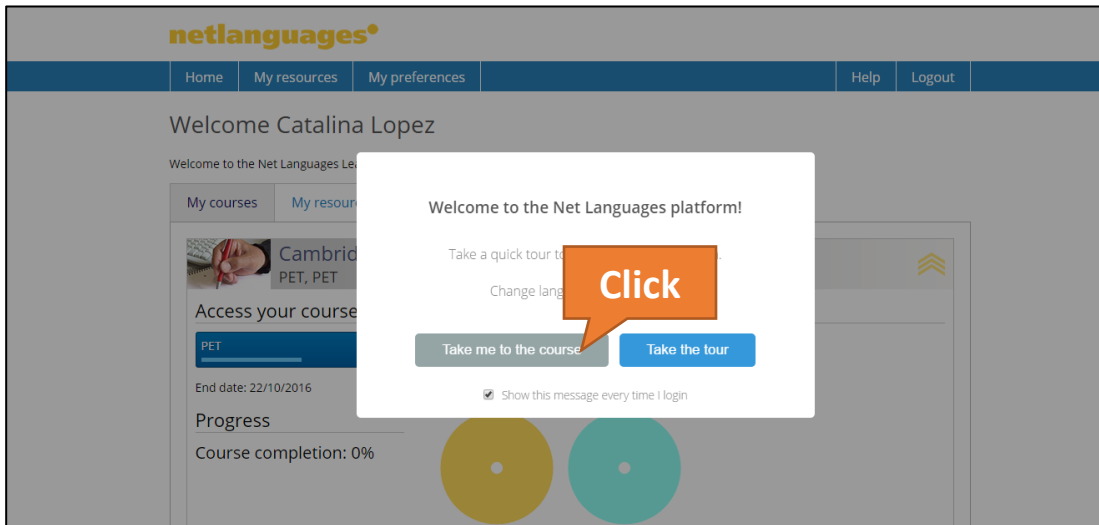 netlanguages
Home My resources My preferences Help Logout
Welcome Catalina Lopez
Welcome to the Net Languages Le
My courses My resour
Welcome to the Net Languages platform!
Cambrid
PET, PET
Take a quick tour to
Change lang
Click
Access your course
PET
Take me to the course Take the tour
End date: 22/10/2016
Show this message every time I login
Progress
Course completion: 0%